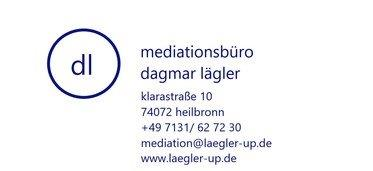 dl
mediationsbüro
dagmar lägler
klarastraße 10
74072 heilbronn
+49 7131/ 62 72 30
mediation@laegler-up.de
www.laegler-up.de